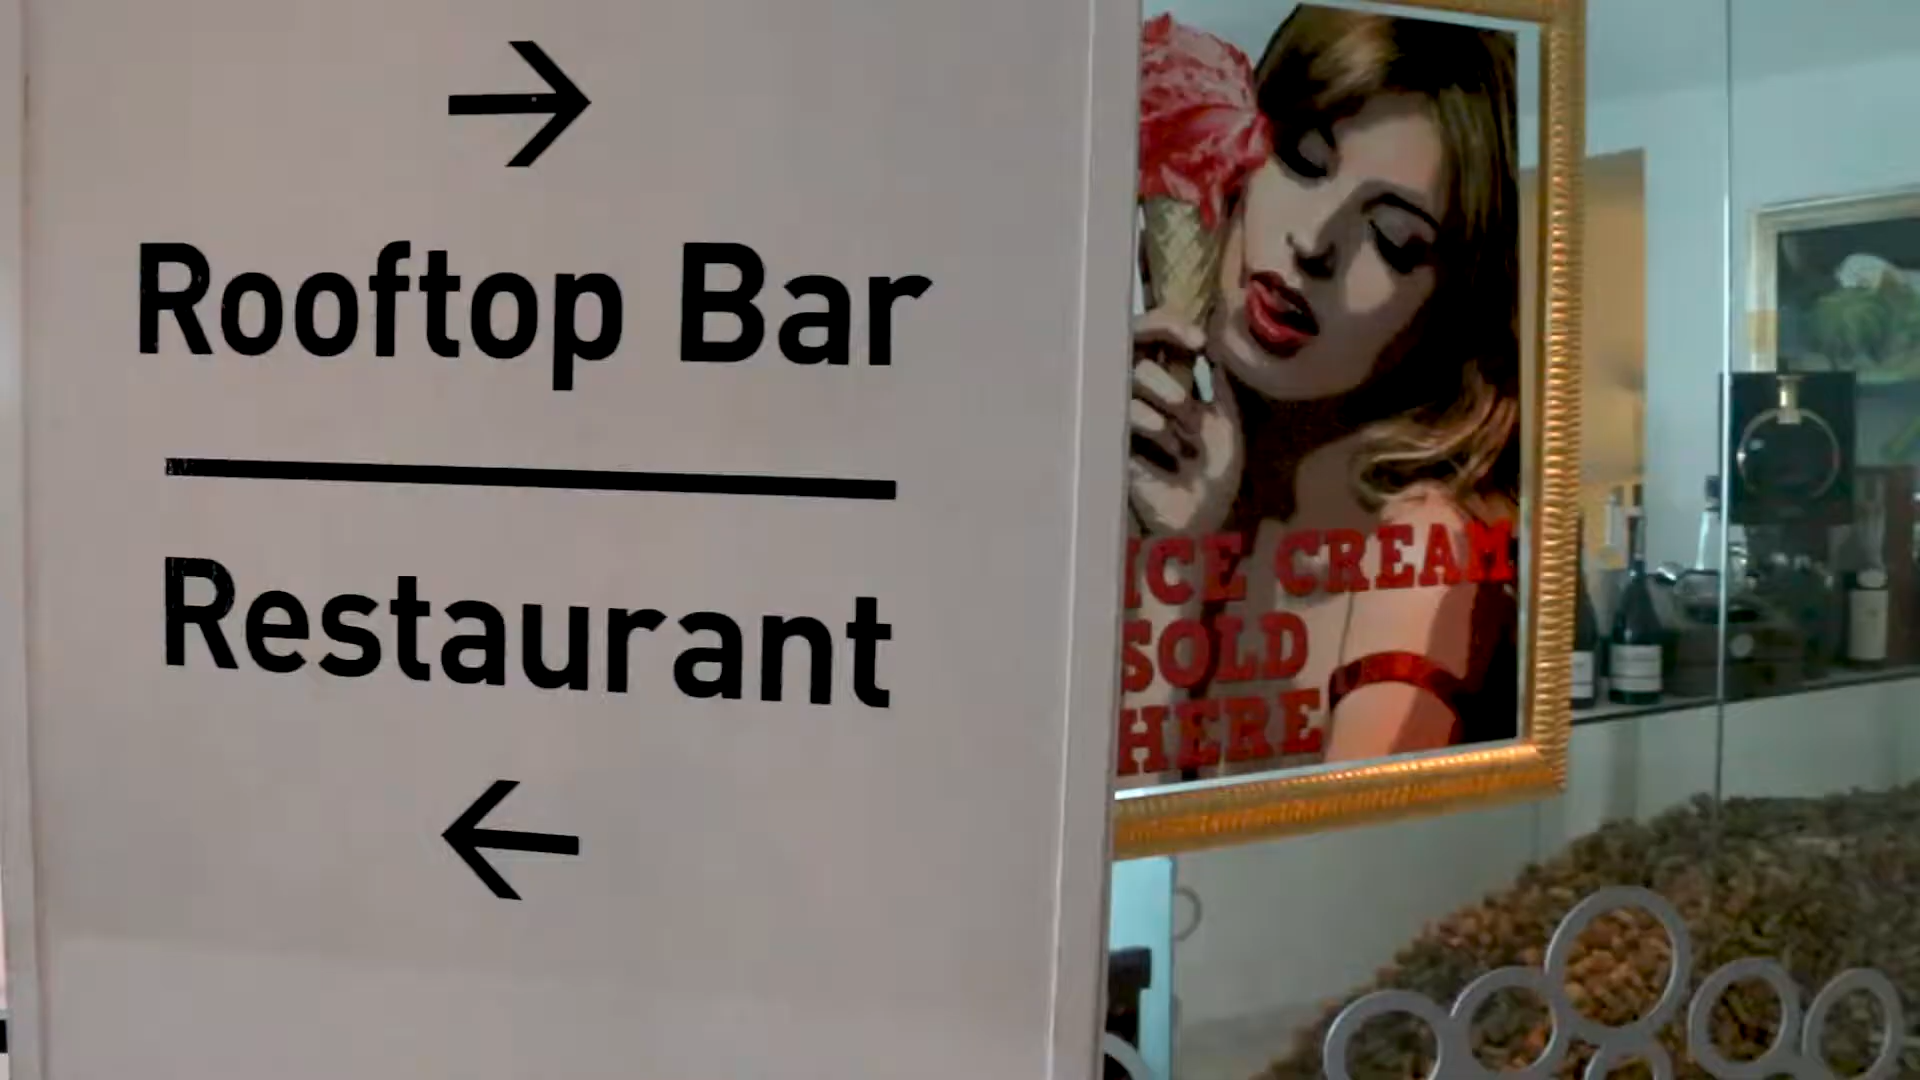 Rooftop Bar
Restaurant
ICE CREAM
SOLD
HERE